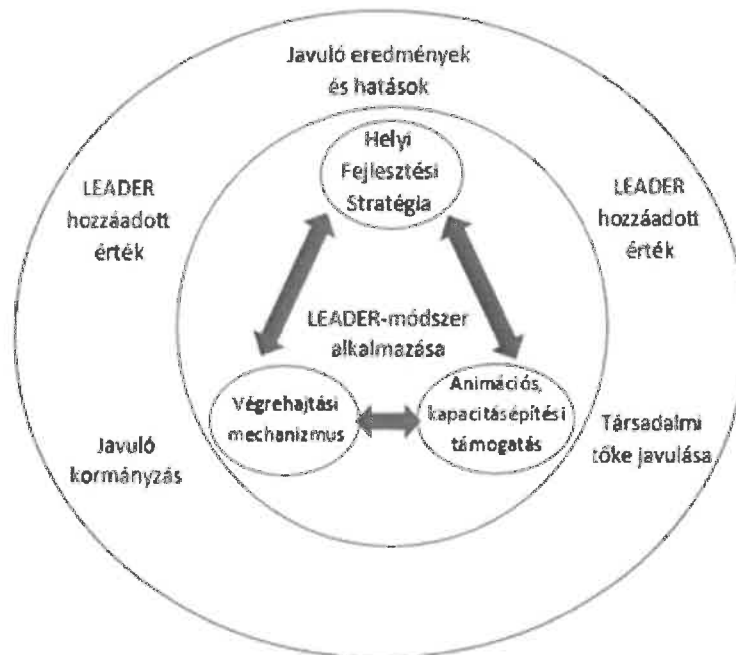 Javuló eredmények
és hatások
Helyi
Fejlesztési
Stratégia
LEADER
hozzáadott
érték
LEADER
hozzáadott
érték
LEADER-módszer
alkalmazása
Végrehajtási
mechanizmus
Animációs,
kapacitásépítési
támogatás
Javuló
kormányzás
Társadalmi
tőke javulása